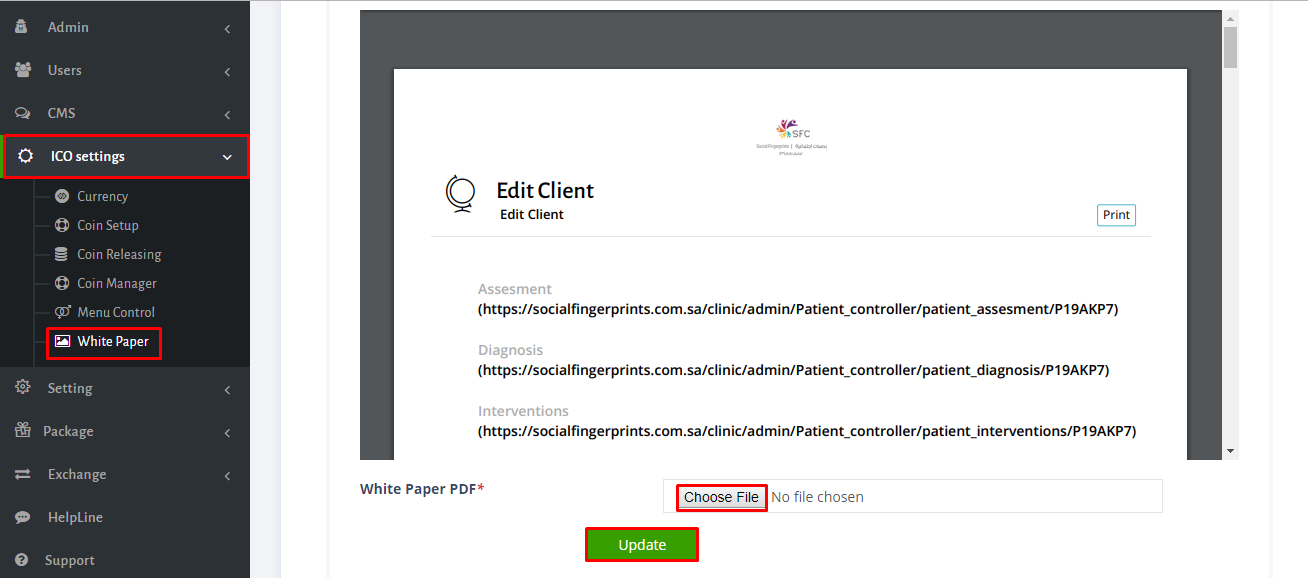 Admin
Users
CMS
ICO settings
Currency
Coin Setup
Coin Releasing
Coin Manager
Menu Control
White Paper
Setting
Package
Exchange
HelpLine
Support
SFC
Edit Client
Edit Client
Print
Assesment
(https://socialfingerprints.com.sa/clinic/admin/Patient_controller/patient_assesment/P19AKP7)
Diagnosis
(https://socialfingerprints.com.sa/clinic/admin/Patient_controller/patient_diagnosis/P19AKP7)
Interventions
(https://socialfingerprints.com.sa/clinic/admin/Patient_controller/patient_interventions/P19AKP7)
White Paper PDF*
Choose File No file chosen
Update